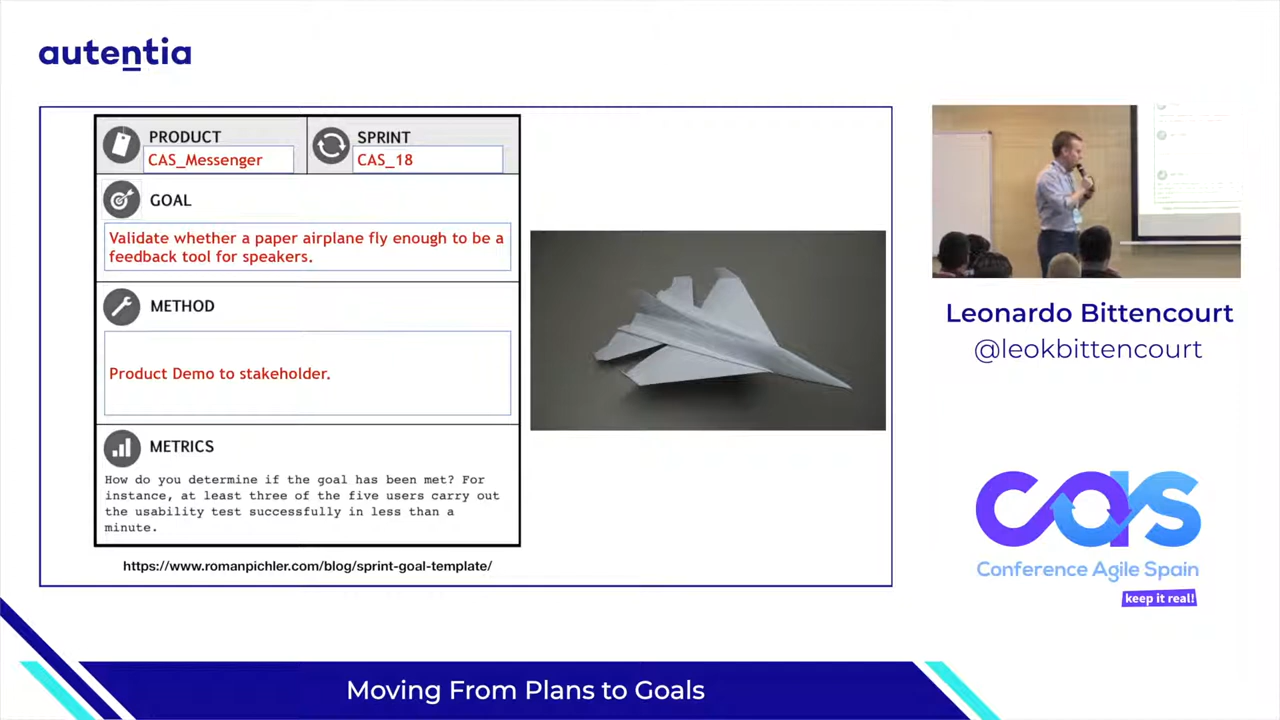 autentia
PRODUCT
CAS_Messenger
SPRINT
CAS_18
GOAL
Validate whether a paper airplane fly enough to be a
feedback tool for speakers.
METHOD
Product Demo to stakeholder.
METRICS
How do you determine if the goal has been met? For
instance, at least three of the five users carry out
the usability test successfully in less than a
minute.
https://www.romanpichler.com/blog/sprint-goal-template/
Leonardo Bittencourt
@leokbittencourt
cas
Conference Agile Spain
keep it real!
Moving From Plans to Goals